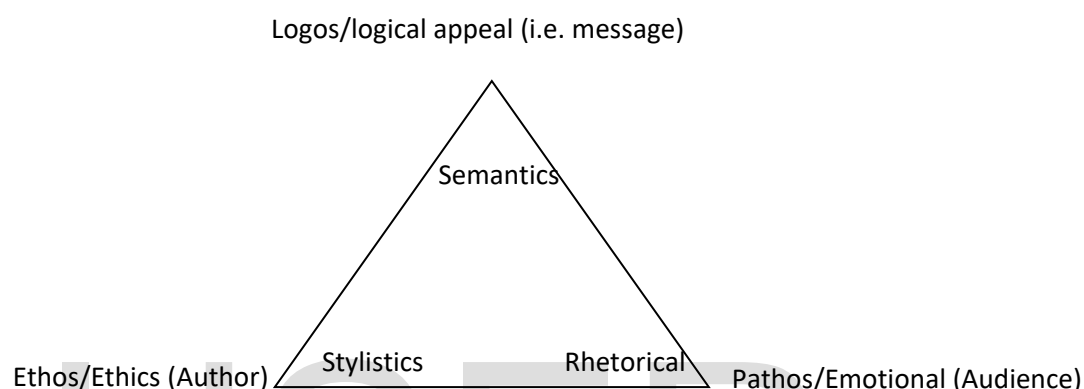 Logos/logical appeal (i.e. message)
Semantics
Stylistics Rhetorical
Ethos/Ethics (Author) Pathos/Emotional (Audience)